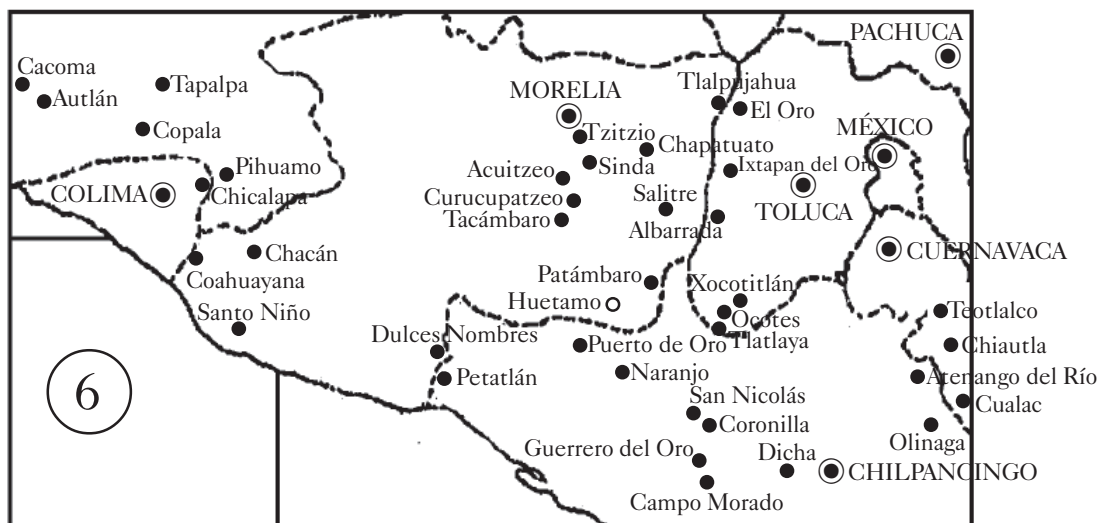 PACHUCA
Cacoma
Tapalpa
Autlán
Tlalpujahua
MORELIA
El Oro
Copala
MÉXICO
Tzitzio
Chapatuato
Pihuamo
Sinda
Ixtapan del Oro
Acuitzeo
COLIMA
Chicalapa
Curucupatzeo
Salitre
TOLUCA
Tacámbaro
Albarrada
Chacán
CUERNAVACA
Coahuayana
Patámbaro
Xocotitlán
Huetamo
Santo Niño
Teotlalco
Ocotes
Dulces Nombres
Puerto de Oro
Tlatlaya
Chiautla
Petatlán
Naranjo
Atenango del Río
6
San Nicolás
Cualac
Coronilla
Olinaga
Guerrero del Oro
Dicha
CHILPANCINGO
Campo Morado